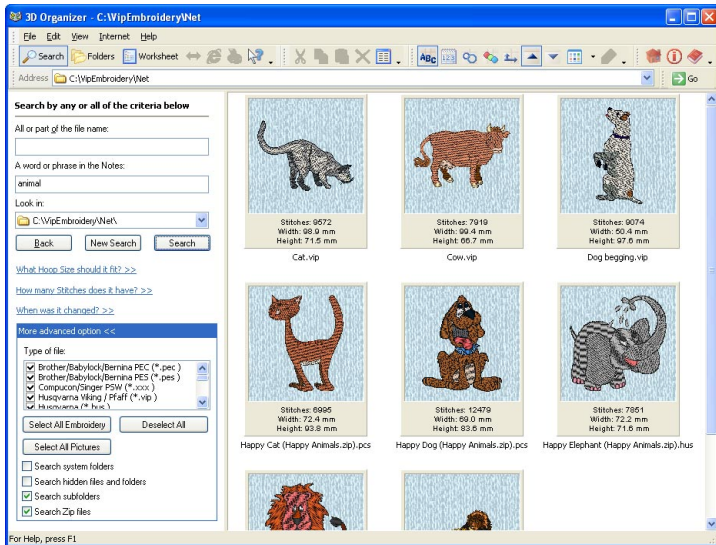 3D Organizer - C:\VipEmbroidery\Net
File Edit View Internet Help
Search Folders Worksheet ABC 123
Address C:\VipEmbroidery\Net Go
Search by any or all of the criteria below
All or part of the file name:
A word or phrase in the Notes:
animal
Look in:
C:\VipEmbroidery\Net\
Back New Search Search
What Hoop Size should it fit? >>
How many Stitches does it have? >>
When was it changed? >>
More advanced option <<
Type of file:
Brother/Babylock/Bernina PEC (*.pec )
Brother/Babylock/Bernina PES (*.pes )
Compucon/Singer PSW (*.xxx )
Husqvarna Viking / Pfaff (*.vip )
Husqvarna (*.hus )
Select All Embroidery Deselect All
Select All Pictures
Search system folders
Search hidden files and folders
Search subfolders
Search Zip files
Stitches: 9572
Width: 98.9 mm
Height: 71.5 mm
Cat.vip
Stitches: 7919
Width: 99.4 mm
Height: 66.7 mm
Cow.vip
Stitches: 9074
Width: 50.4 mm
Height: 97.6 mm
Dog begging.vip
Stitches: 6995
Width: 72.4 mm
Height: 93.8 mm
Happy Cat (Happy Animals.zip).pcs
Stitches: 12479
Width: 69.0 mm
Height: 83.6 mm
Happy Dog (Happy Animals.zip).pcs
Stitches: 7851
Width: 72.2 mm
Height: 71.6 mm
Happy Elephant (Happy Animals.zip).hus
For Help, press F1